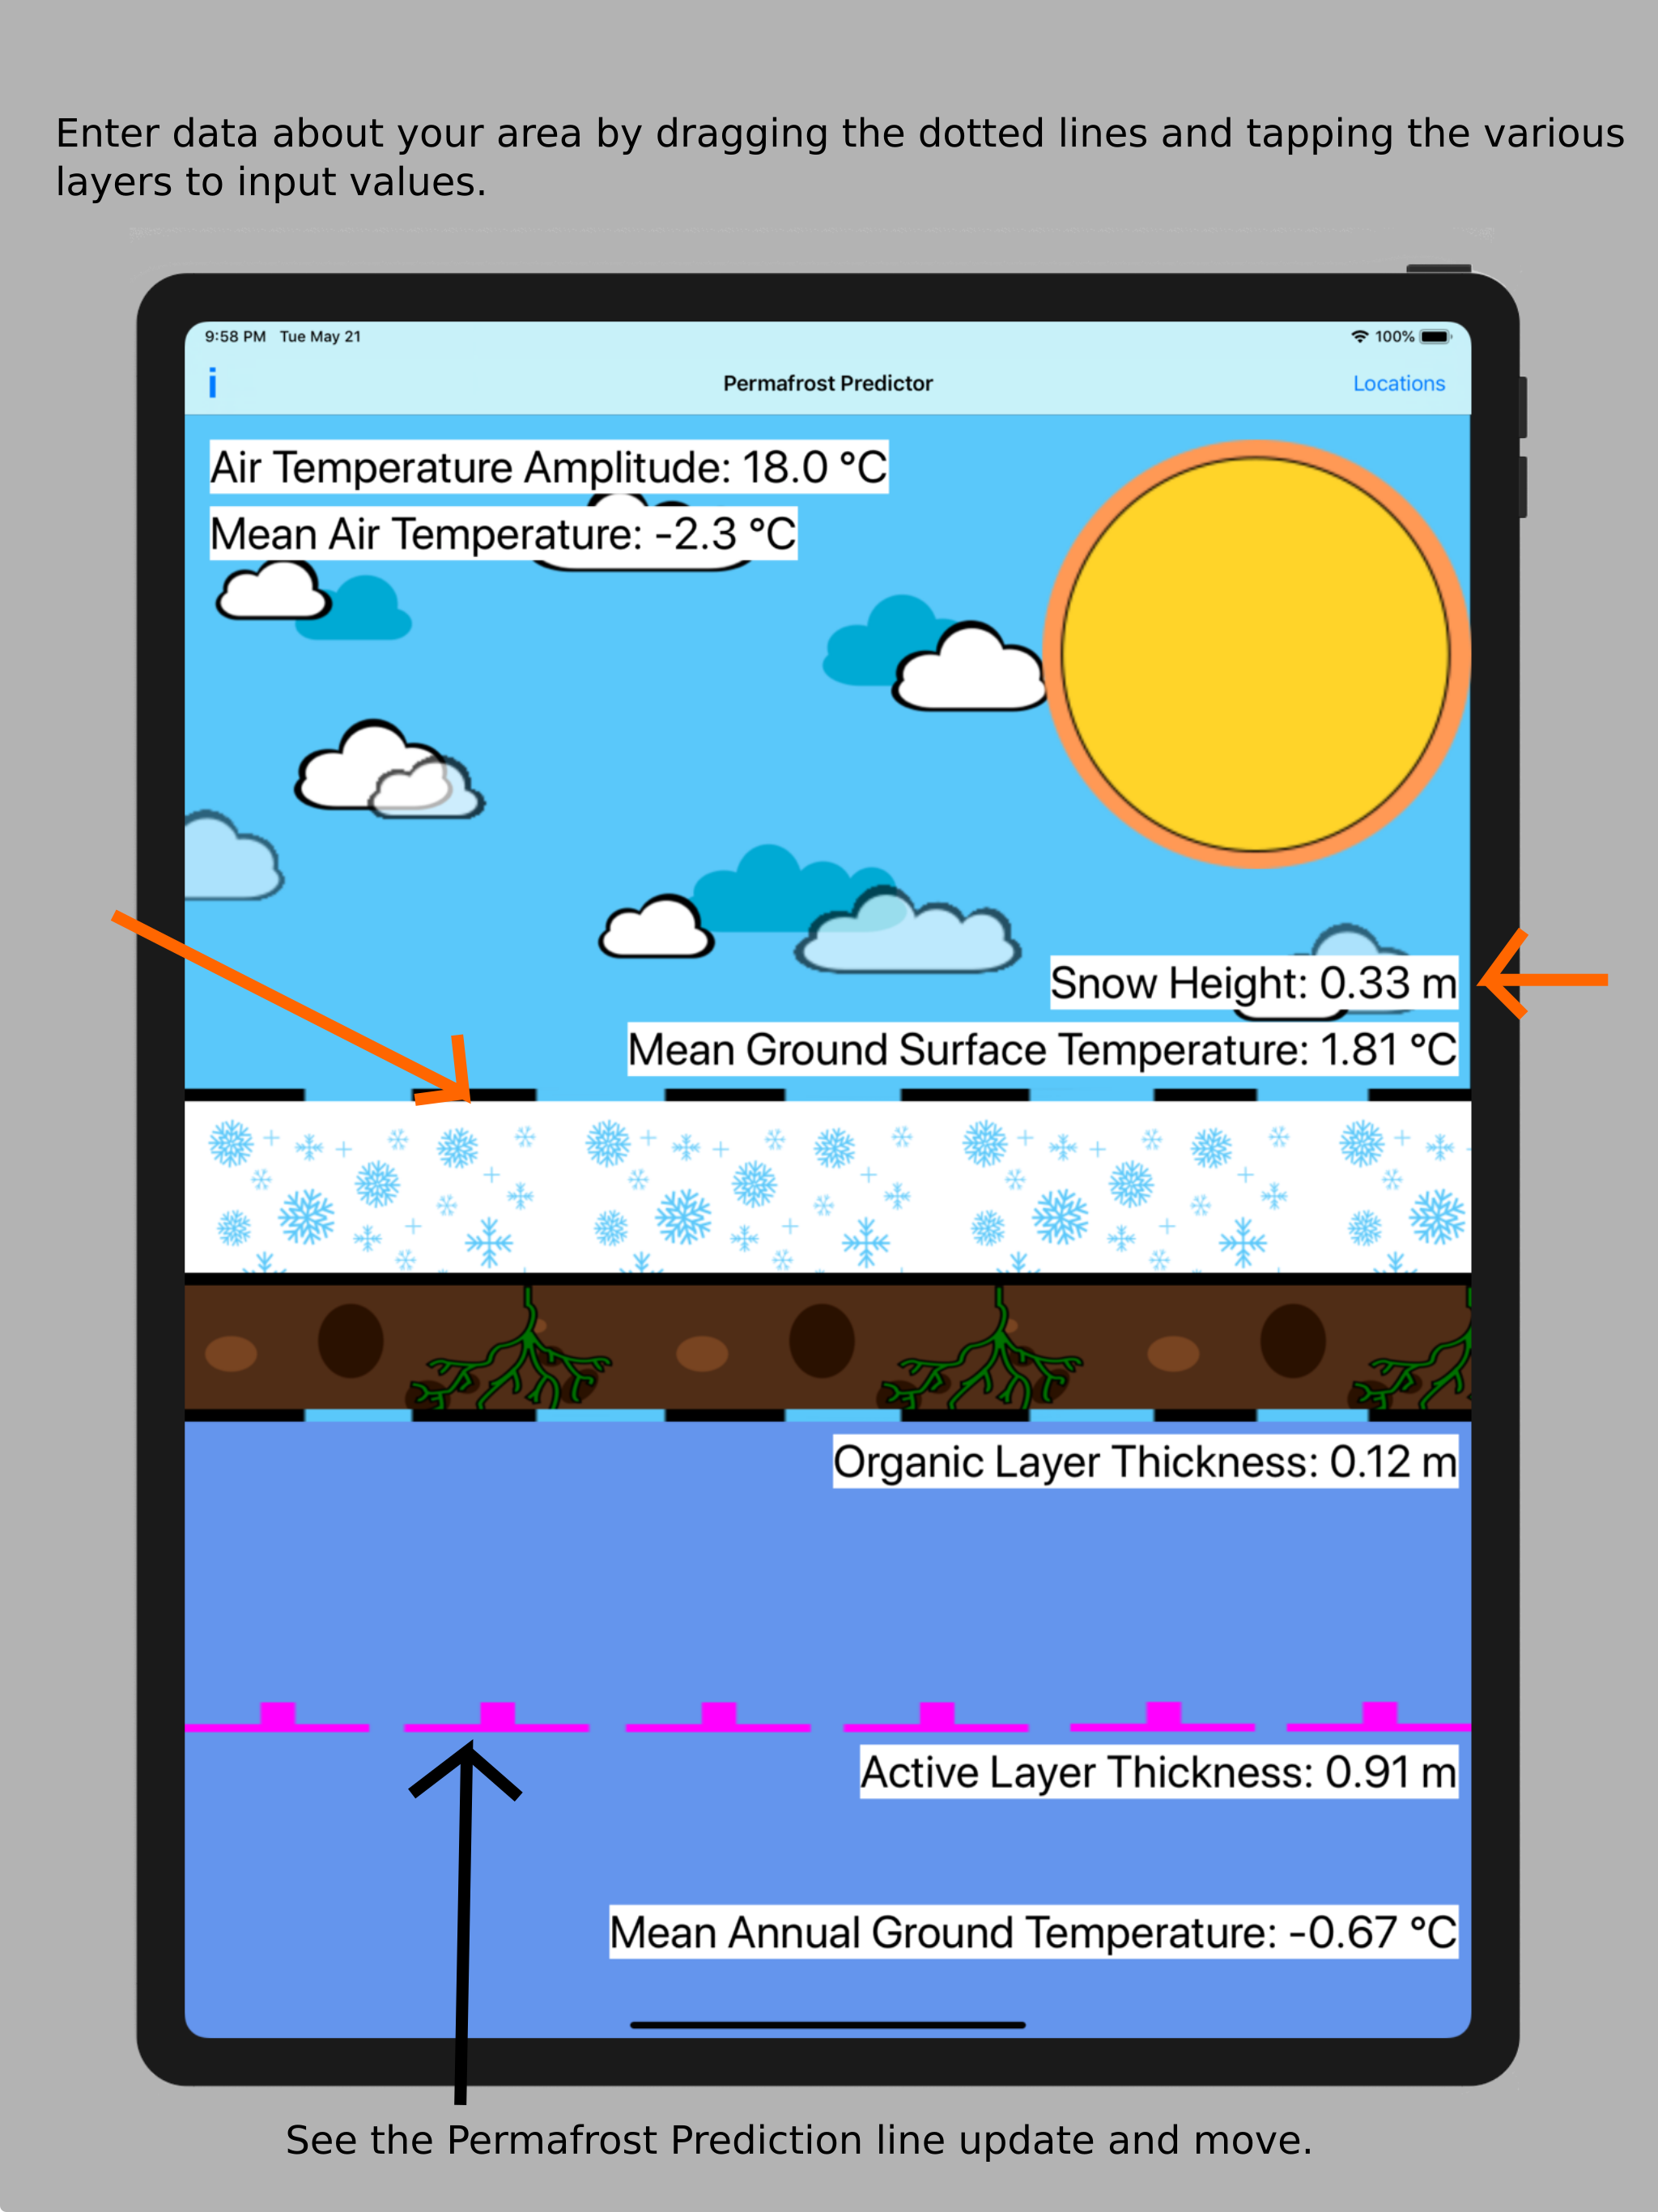 Enter data about your area by dragging the dotted lines and tapping the various
layers to input values.
9:58 PM Tue May 21
100%
i
Permafrost Predictor
Locations
Air Temperature Amplitude: 18.0 °C
Mean Air Temperature: -2.3 °C
Snow Height: 0.33 m
Mean Ground Surface Temperature: 1.81 °C
Organic Layer Thickness: 0.12 m
Active Layer Thickness: 0.91 m
Mean Annual Ground Temperature: -0.67 °C
See the Permafrost Prediction line update and move.